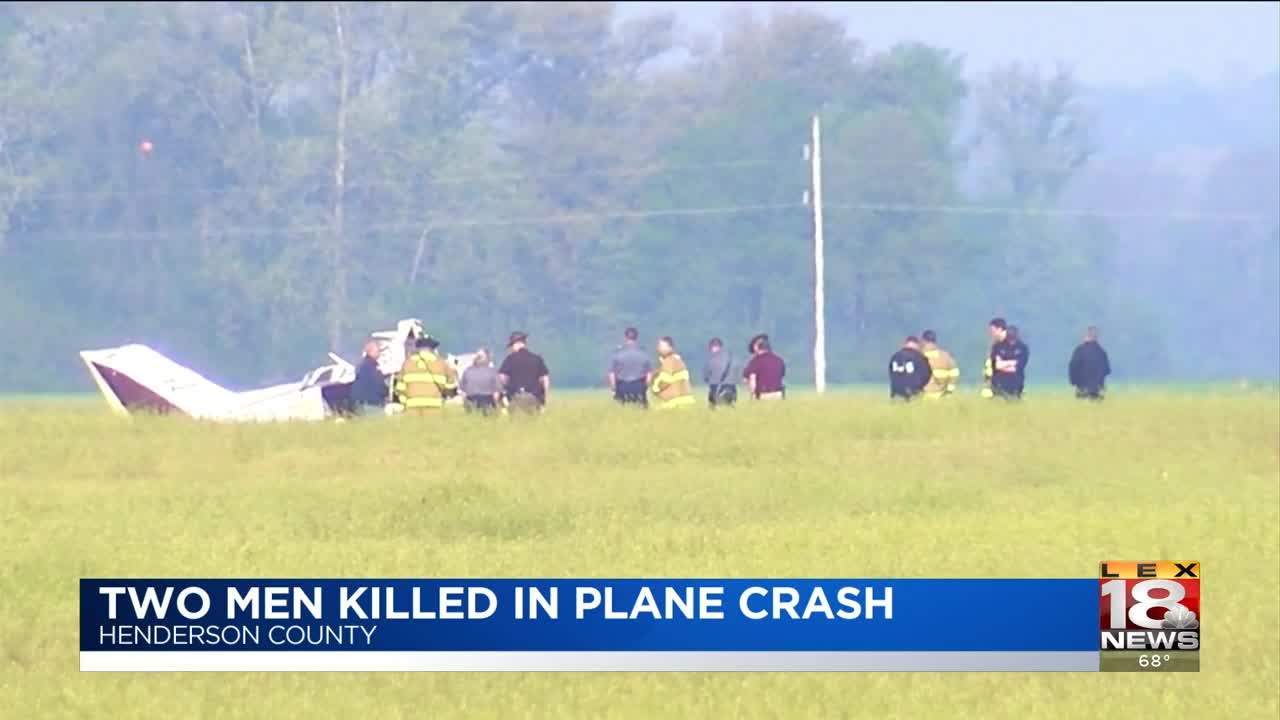 TWO MEN KILLED IN PLANE CRASH
HENDERSON COUNTY
LEX
18
NEWS
68°